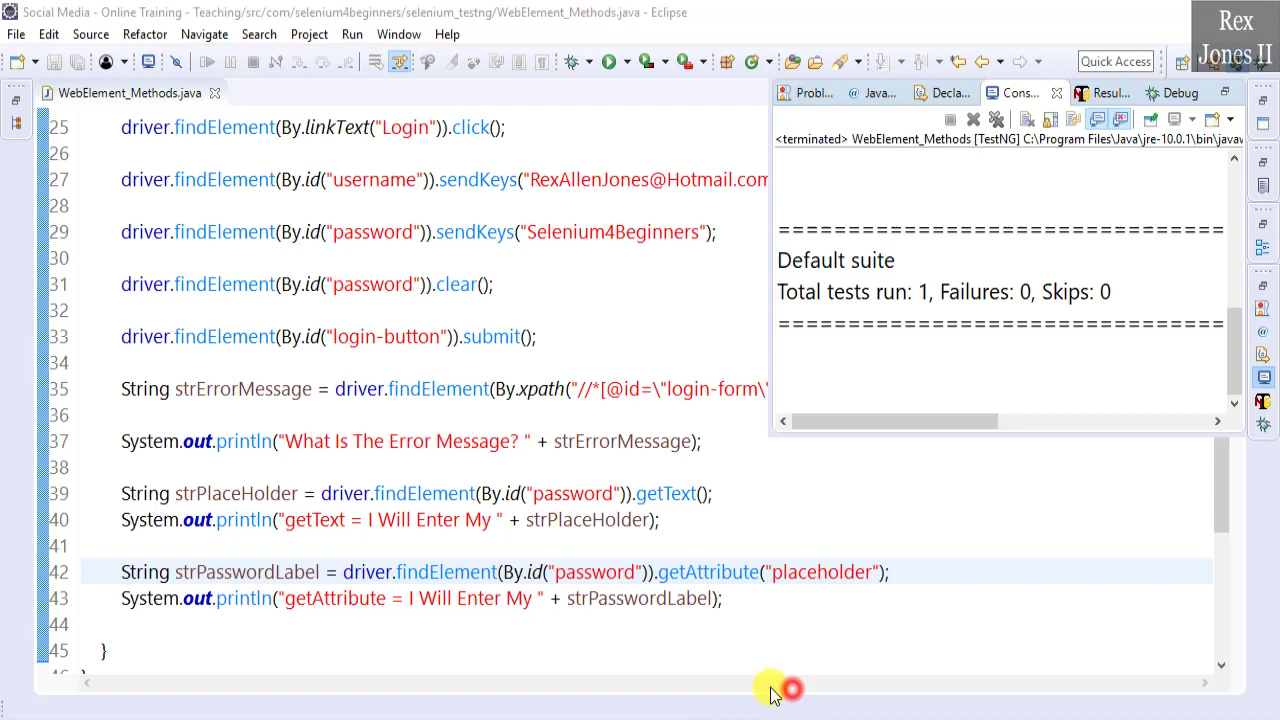 Social Media - Online Training - Teaching/src/com/selenium4beginners/selenium_testng/WebElement_Methods.java - Eclipse
Rex
Jones II
File Edit Source Refactor Navigate Search Project Run Window Help
Quick Access
WebElement_Methods.java
Probl... Java... Decla... Cons... Resul... Debug
<terminated> WebElement_Methods [TestNG] C:\Program Files\Java\jre-10.0.1\bin\javaw
25 driver.findElement(By.linkText("Login")).click();
26
27 driver.findElement(By.id("username")).sendKeys("RexAllenJones@Hotmail.com
28
29 driver.findElement(By.id("password")).sendKeys("Selenium4Beginners");
30
31 driver.findElement(By.id("password")).clear();
32
33 driver.findElement(By.id("login-button")).submit();
34
35 String strErrorMessage = driver.findElement(By.xpath("//*[@id=\"login-form\"
36
37 System.out.println("What Is The Error Message? " + strErrorMessage);
38
39 String strPlaceHolder = driver.findElement(By.id("password")).getText();
40 System.out.println("getText = I Will Enter My " + strPlaceHolder);
41
42 String strPasswordLabel = driver.findElement(By.id("password")).getAttribute("placeholder");
43 System.out.println("getAttribute = I Will Enter My " + strPasswordLabel);
44
45 }
===============================
Default suite
Total tests run: 1, Failures: 0, Skips: 0
===============================